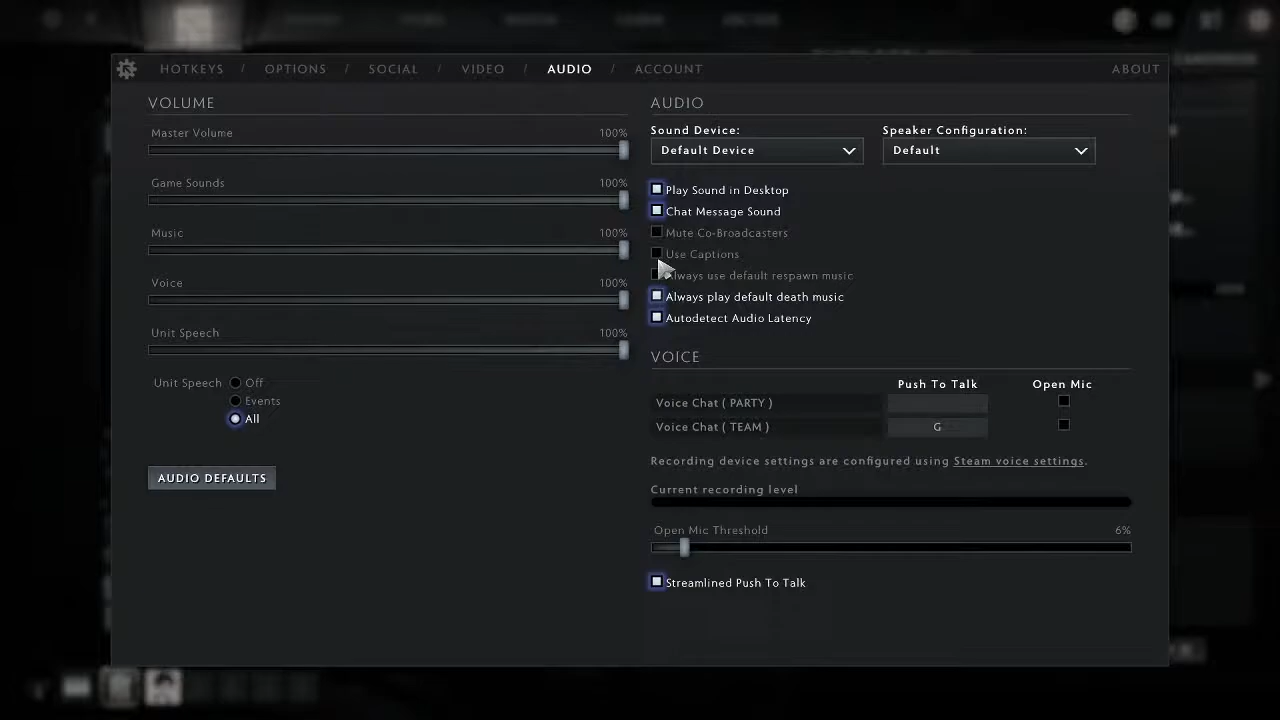 HOTKEYS / OPTIONS / SOCIAL / VIDEO / AUDIO / ACCOUNT ABOUT
VOLUME
Master Volume 100%
Game Sounds 100%
Music 100%
Voice 100%
Unit Speech 100%
Unit Speech Off
Events
All
AUDIO DEFAULTS
AUDIO
Sound Device: Speaker Configuration:
Default Device Default
Play Sound in Desktop
Chat Message Sound
Mute Co-Broadcasters
Use Captions
Always use default respawn music
Always play default death music
Autodetect Audio Latency
VOICE
Push To Talk Open Mic
Voice Chat ( PARTY )
Voice Chat ( TEAM ) G
Recording device settings are configured using Steam voice settings.
Current recording level
Open Mic Threshold 6%
Streamlined Push To Talk